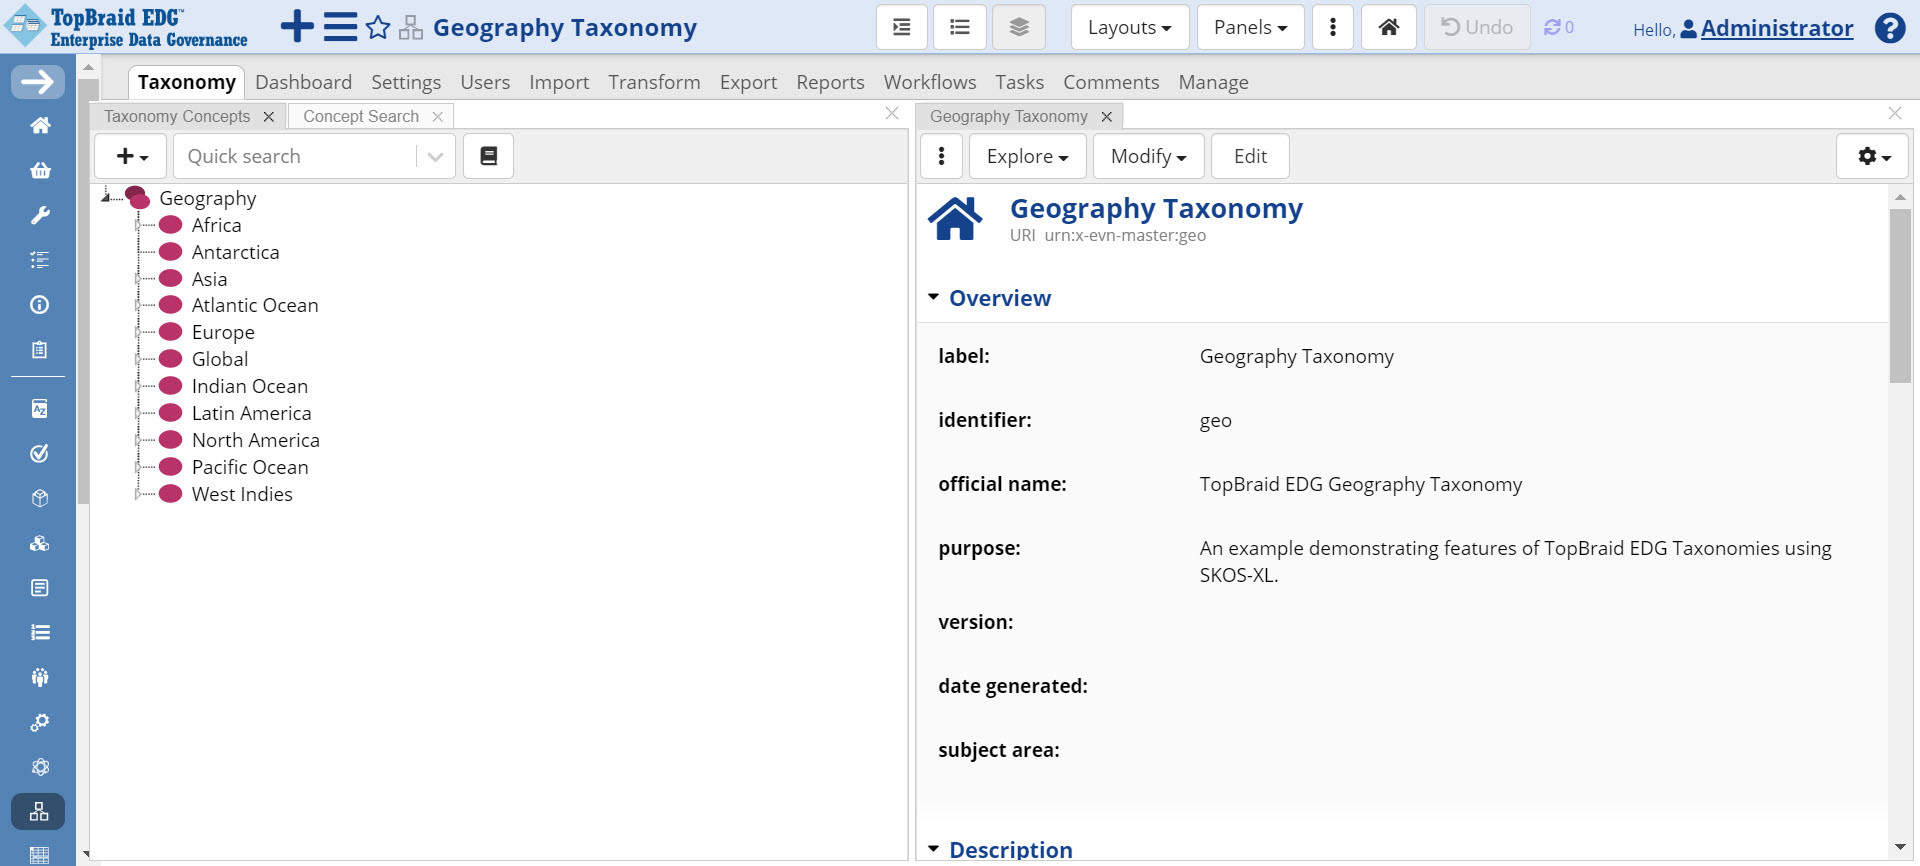 TopBraid EDG™
Enterprise Data Governance
Geography Taxonomy
Layouts
Panels
Undo
0
Hello, Administrator
?
Taxonomy Dashboard Settings Users Import Transform Export Reports Workflows Tasks Comments Manage
Taxonomy Concepts
Concept Search
Quick search
Geography
Africa
Antarctica
Asia
Atlantic Ocean
Europe
Global
Indian Ocean
Latin America
North America
Pacific Ocean
West Indies
Geography Taxonomy
Explore
Modify
Edit
Geography Taxonomy
URI urn:x-evn-master:geo
Overview
label: Geography Taxonomy
identifier: geo
official name: TopBraid EDG Geography Taxonomy
purpose: An example demonstrating features of TopBraid EDG Taxonomies using
SKOS-XL.
version:
date generated:
subject area:
Description